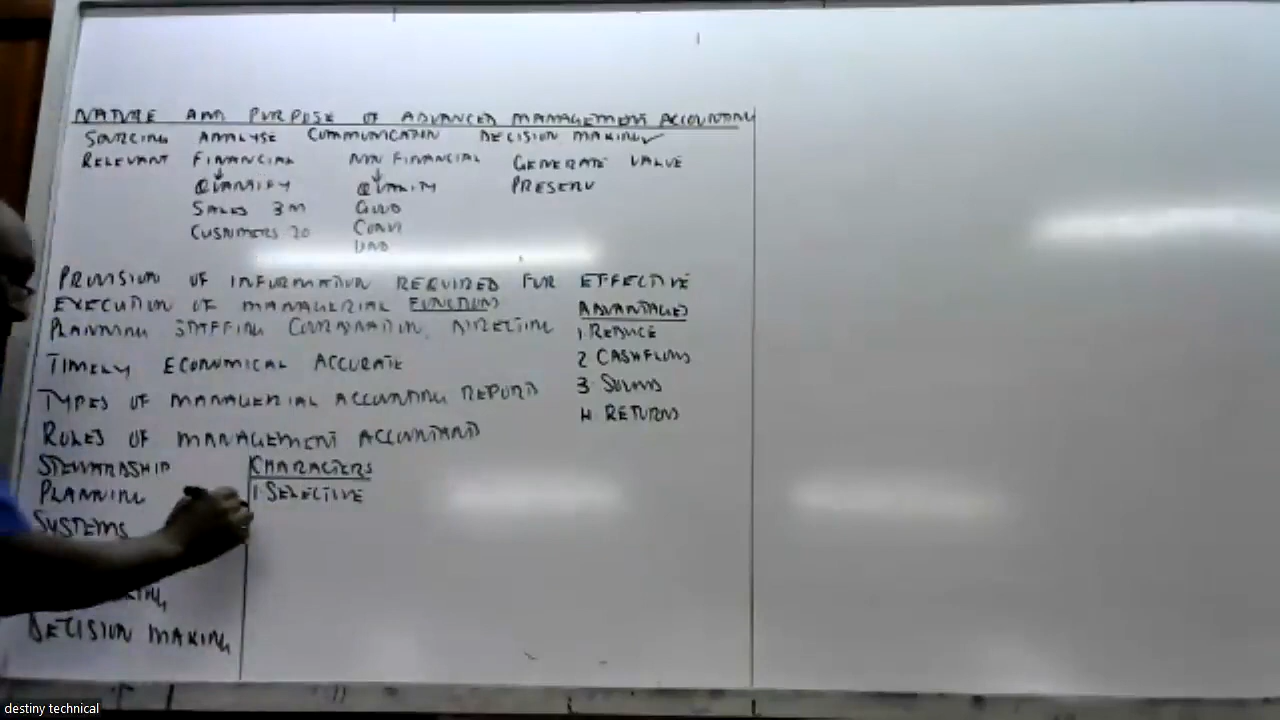 NATURE AND PURPOSE OF ADVANCED MANAGEMENT ACCOUNTING
SOURCING ANALYSE COMMUNICATION DECISION MAKING
RELEVANT FINANCIAL NON FINANCIAL GENERATE VALUE
QUANTIFY QUALITY PRESERV
SALES 3M GOOD
CUSTOMERS 20
PROVISION OF INFORMATION REQUIRED FOR EFFECTIVE
EXECUTION OF MANAGERIAL FUNCTIONS
PLANNING STAFFING COORDINATION, DIRECTING
TIMELY ECONOMICAL ACCURATE
TYPES OF MANAGERIAL ACCOUNTING REPORTS
ROLES OF MANAGEMENT ACCOUNTANTS
STEWARDSHIP
PLANNING
SYSTEMS
DECISION MAKING
ADVANTAGES
1. REDUCE
2. CASHFLOWS
3.
4. RETURNS
CHARACTERS
1. SELECTIVE
destiny technical